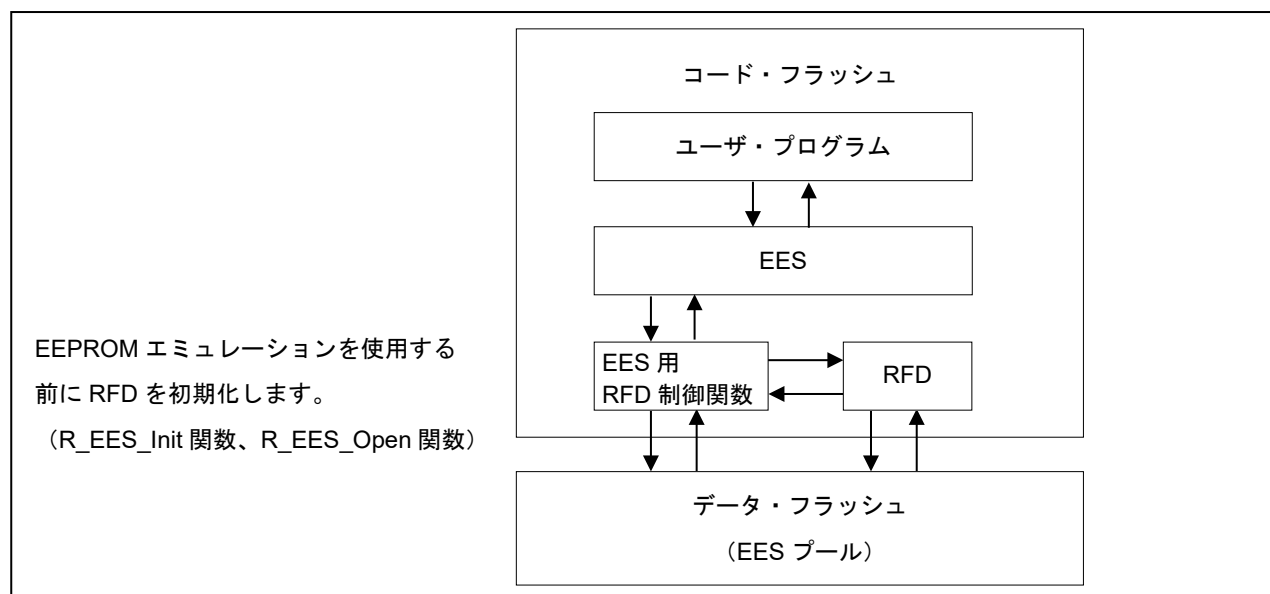 コード・フラッシュ
ユーザ・プログラム
EES
EES 用
RFD 制御関数
RFD
EEPROM エミュレーションを使用する
前に RFD を初期化します。
（R_EES_Init 関数、R_EES_Open 関数）
データ・フラッシュ
（EES プール）